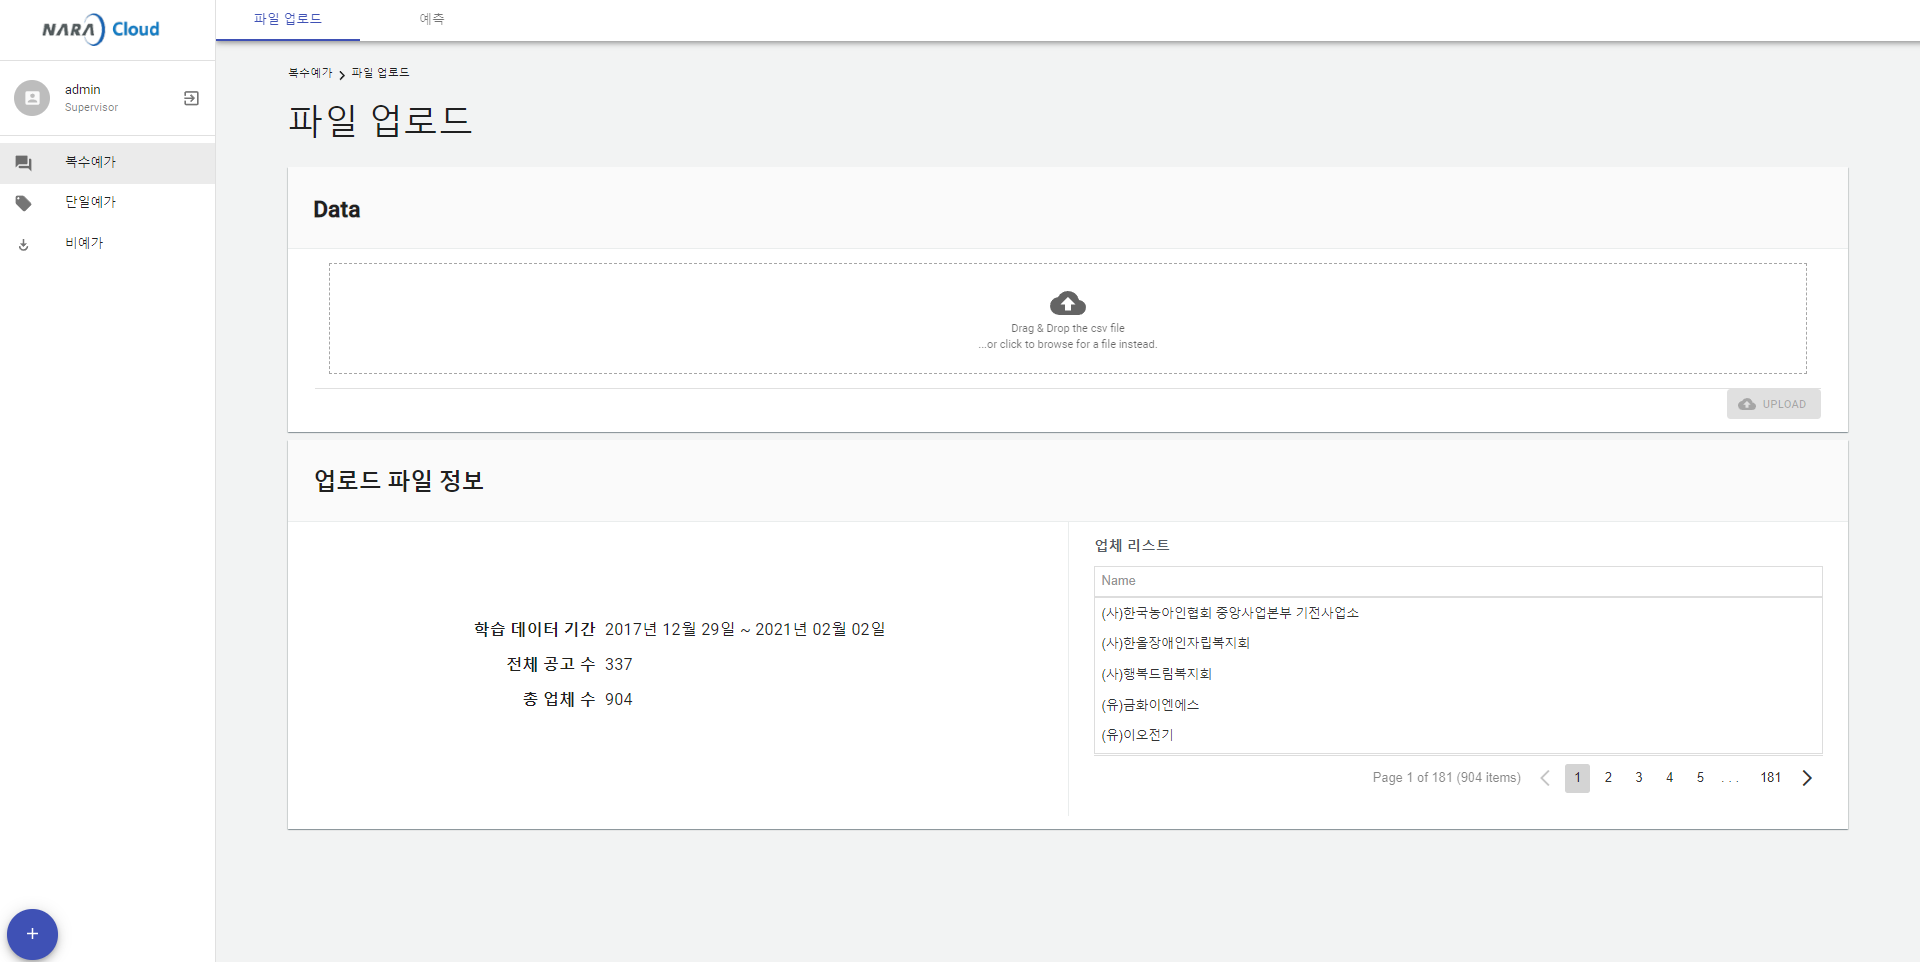 NARA Cloud
admin
Supervisor
복수예가
단일예가
비예가
+
파일 업로드
예측
복수예가 > 파일 업로드
파일 업로드
Data
Drag & Drop the csv file
...or click to browse for a file instead.
UPLOAD
업로드 파일 정보
학습 데이터 기간 2017년 12월 29일 ~ 2021년 02월 02일
전체 공고 수 337
총 업체 수 904
업체 리스트
Name
(사)한국농아인협회 중앙사업본부 기전사업소
(사)한올장애인자립복지회
(사)행복드림복지회
(유)금화이엔에스
(유)이오전기
Page 1 of 181 (904 items) < 1 2 3 4 5 ... 181 >